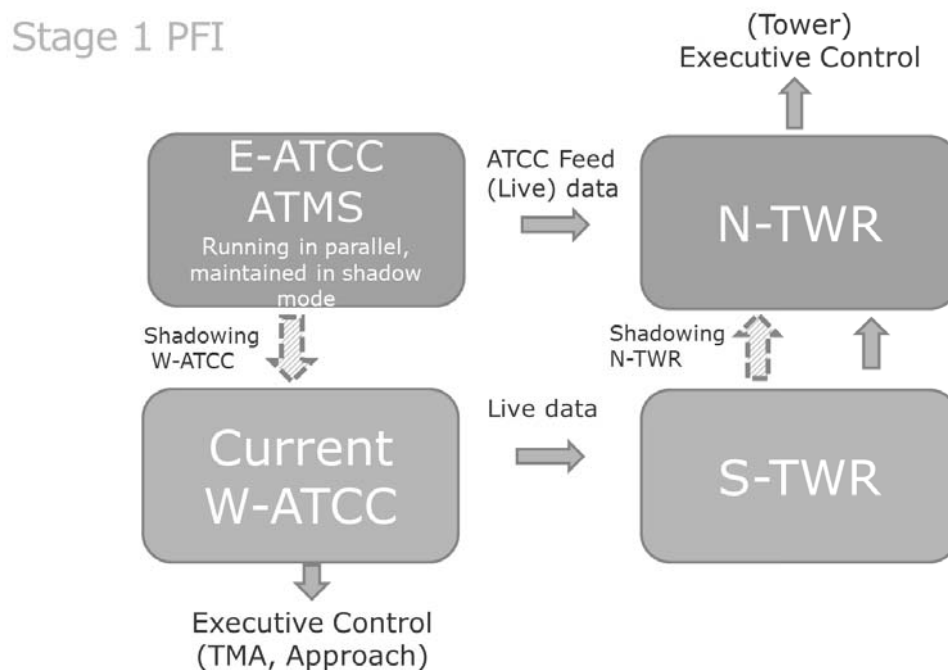 Stage 1 PFI
(Tower)
Executive Control
E-ATCC
ATMS
Running in parallel,
maintained in shadow
mode
ATCC Feed
(Live) data
N-TWR
Shadowing
W-ATCC
Shadowing
N-TWR
Current
W-ATCC
Live data
S-TWR
Executive Control
(TMA, Approach)